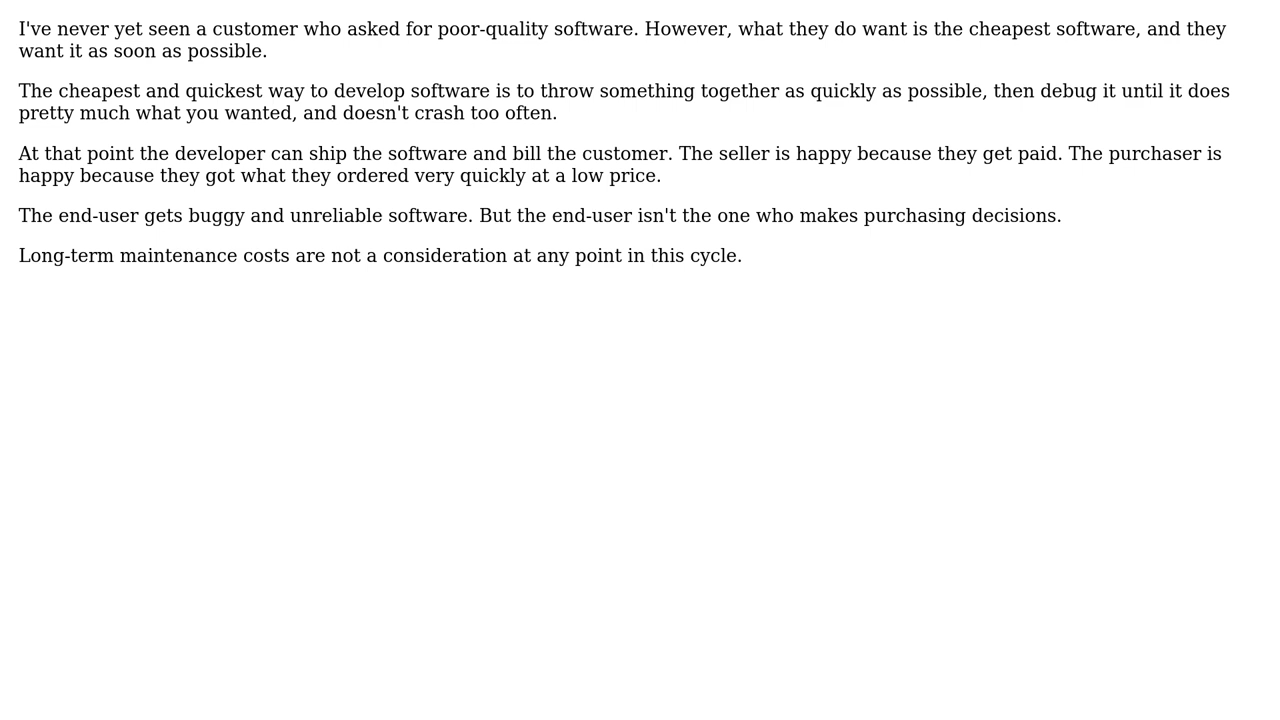 I've never yet seen a customer who asked for poor-quality software. However, what they do want is the cheapest software, and they
want it as soon as possible.
The cheapest and quickest way to develop software is to throw something together as quickly as possible, then debug it until it does
pretty much what you wanted, and doesn't crash too often.
At that point the developer can ship the software and bill the customer. The seller is happy because they get paid. The purchaser is
happy because they got what they ordered very quickly at a low price.
The end-user gets buggy and unreliable software. But the end-user isn't the one who makes purchasing decisions.
Long-term maintenance costs are not a consideration at any point in this cycle.